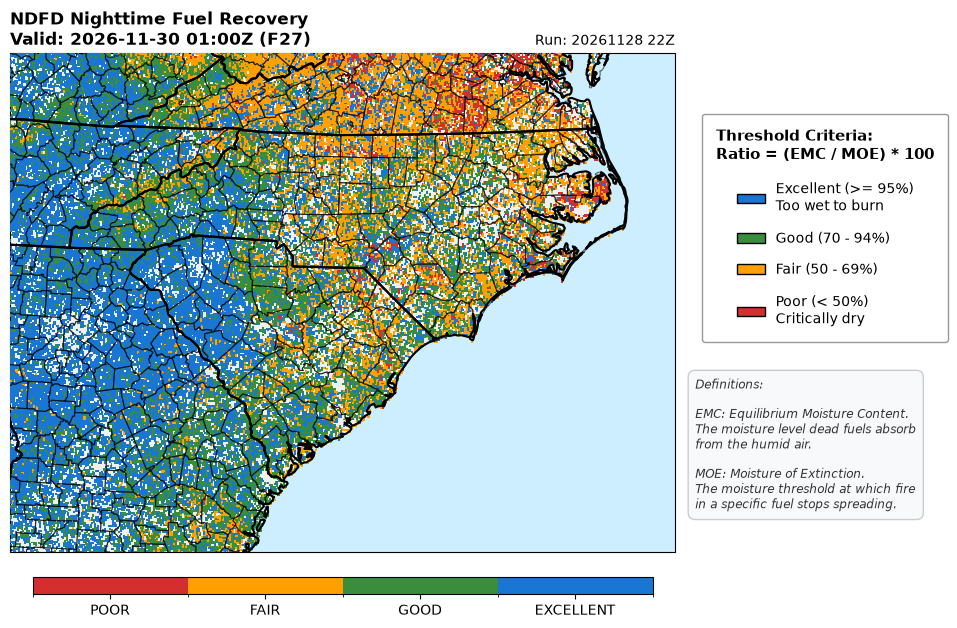 NDFD Nighttime Fuel Recovery
Valid: 2026-11-30 01:00Z (F27)
Run: 20261128 22Z
Threshold Criteria:
Ratio = (EMC / MOE) * 100
Excellent (>= 95%)
Too wet to burn
Good (70 - 94%)
Fair (50 - 69%)
Poor (< 50%)
Critically dry
Definitions:
EMC: Equilibrium Moisture Content.
The moisture level dead fuels absorb
from the humid air.
MOE: Moisture of Extinction.
The moisture threshold at which fire
in a specific fuel stops spreading.
POOR
FAIR
GOOD
EXCELLENT